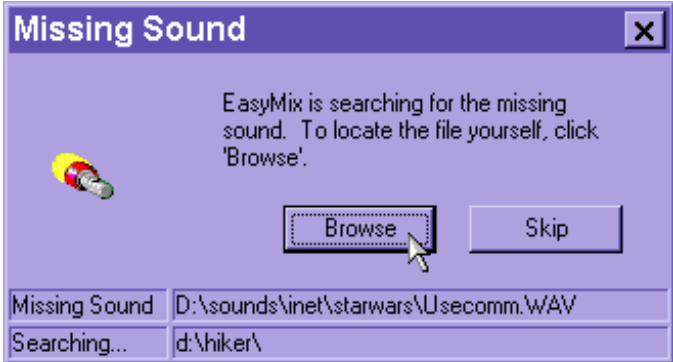 Missing Sound
EasyMix is searching for the missing
sound. To locate the file yourself, click
'Browse'.
Browse
Skip
Missing Sound D:\sounds\inet\starwars\Usecomm.WAV
Searching... d:\hiker\